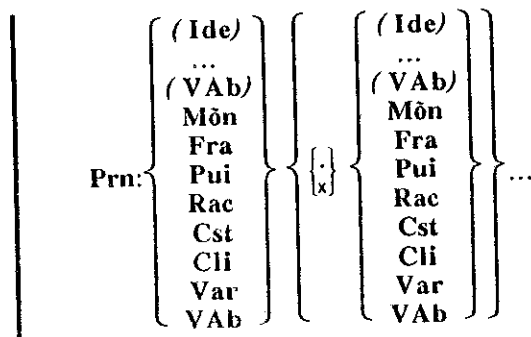 (Ide) (Ide)
... ...
(VAb) (VAb)
Mõn Mõn
Fra Fra
Prn: Pui . Pui ...
Rac x Rac
Cst Cst
Cli Cli
Var Var
VAb VAb